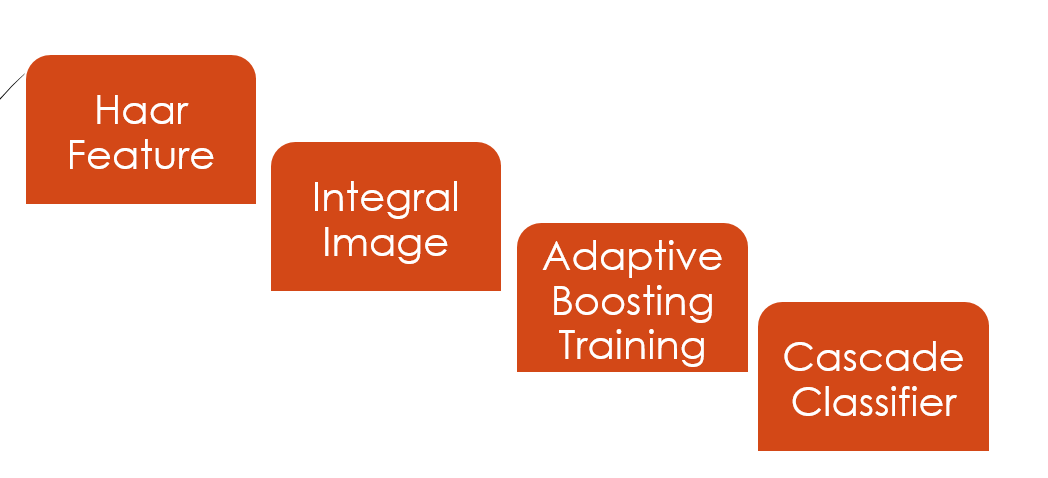 Haar
Feature
Integral
Image
Adaptive
Boosting
Training
Cascade
Classifier